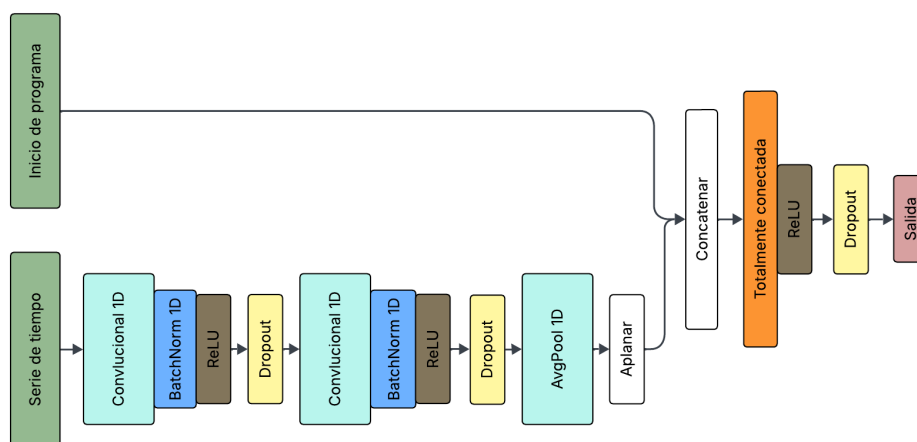 Inicio de programa
Serie de tiempo
Convlucional 1D
BatchNorm 1D
ReLU
Dropout
Convlucional 1D
BatchNorm 1D
ReLU
Dropout
AvgPool 1D
Aplanar
Concatenar
Totalmente conectada
ReLU
Dropout
Salida